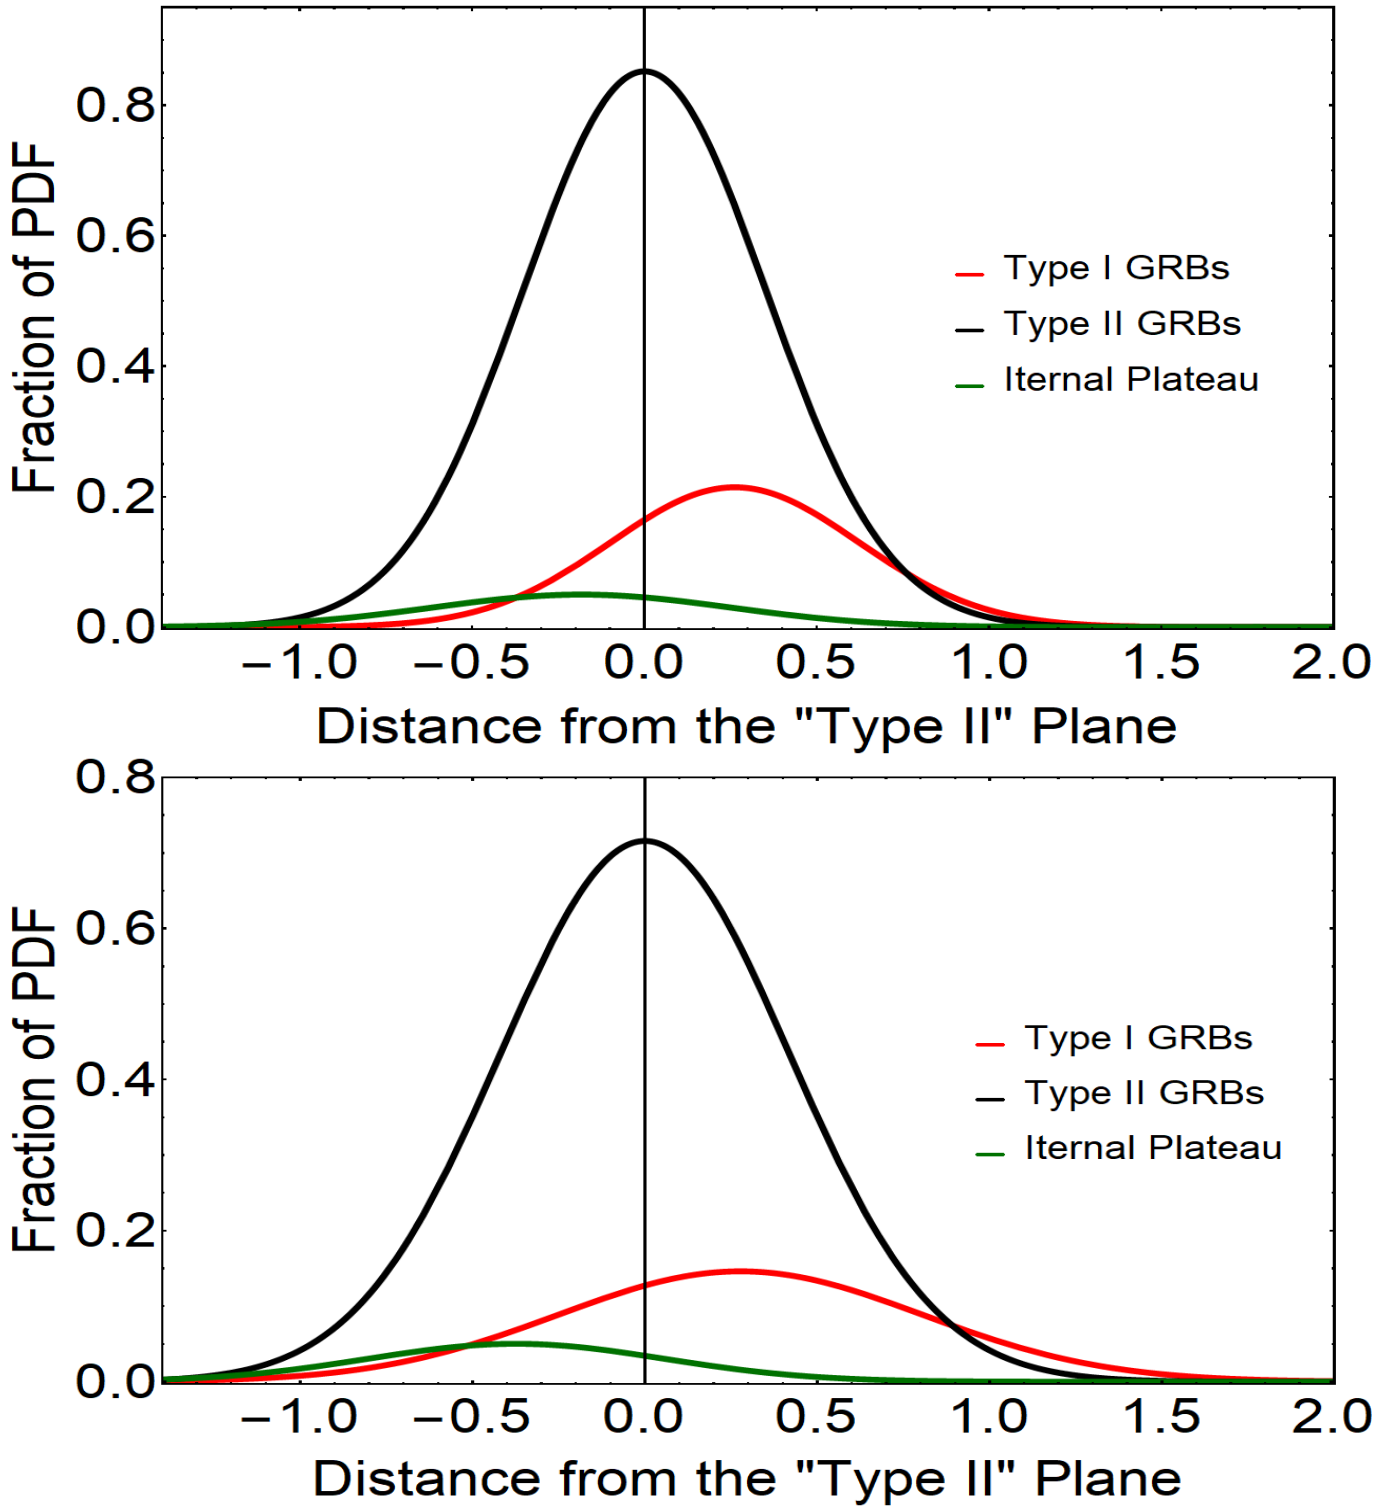 Fraction of PDF
0.8
0.6
0.4
0.2
0.0
Type I GRBs
Type II GRBs
Iternal Plateau
−1.0 −0.5 0.0 0.5 1.0 1.5 2.0
Distance from the "Type II" Plane
Fraction of PDF
0.8
0.6
0.4
0.2
0.0
Type I GRBs
Type II GRBs
Iternal Plateau
−1.0 −0.5 0.0 0.5 1.0 1.5 2.0
Distance from the "Type II" Plane